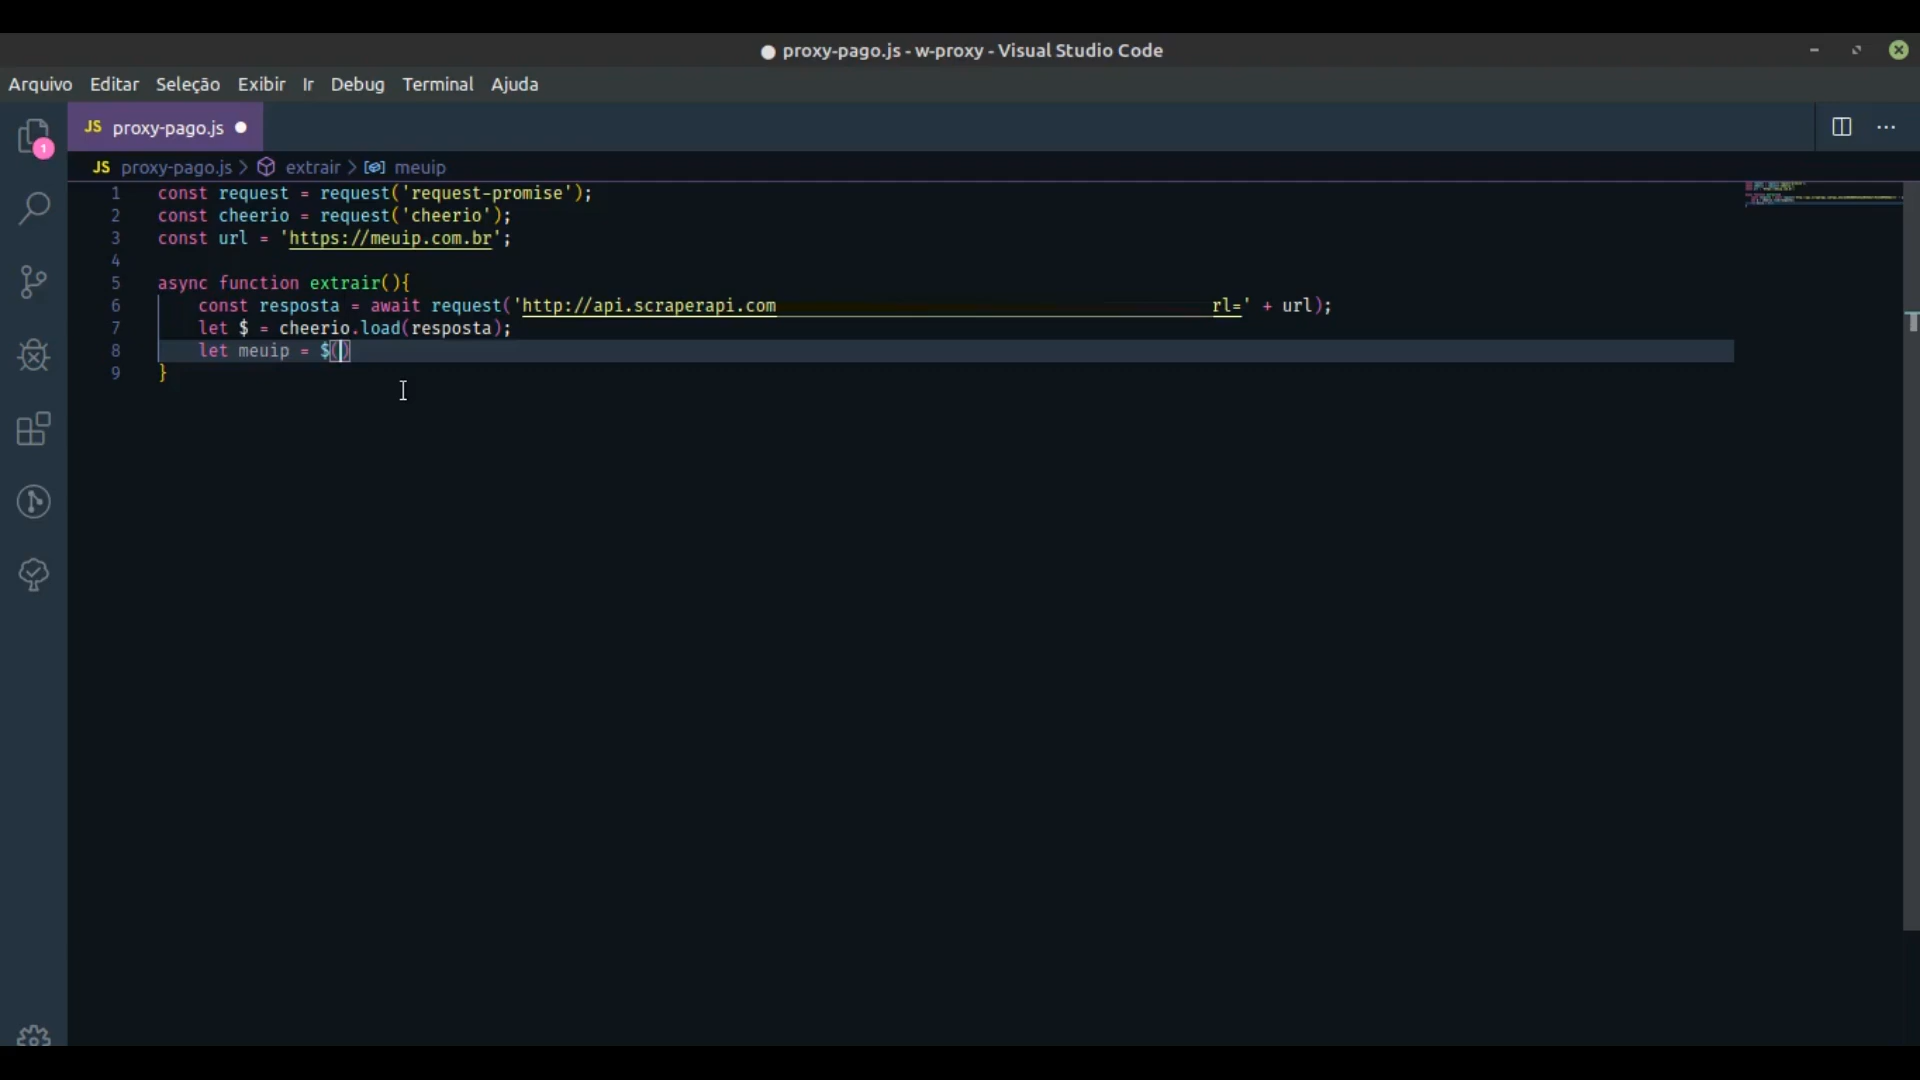 proxy-pago.js - w-proxy - Visual Studio Code
Arquivo Editar Seleção Exibir Ir Debug Terminal Ajuda
JS proxy-pago.js
1
JS proxy-pago.js > extrair > meuip
1 const request = request('request-promise');
2 const cheerio = request('cheerio');
3 const url = 'https://meuip.com.br';
4
5 async function extrair(){
6 const resposta = await request('http://api.scraperapi.com rl=' + url);
7 let $ = cheerio.load(resposta);
8 let meuip = $()
9 }